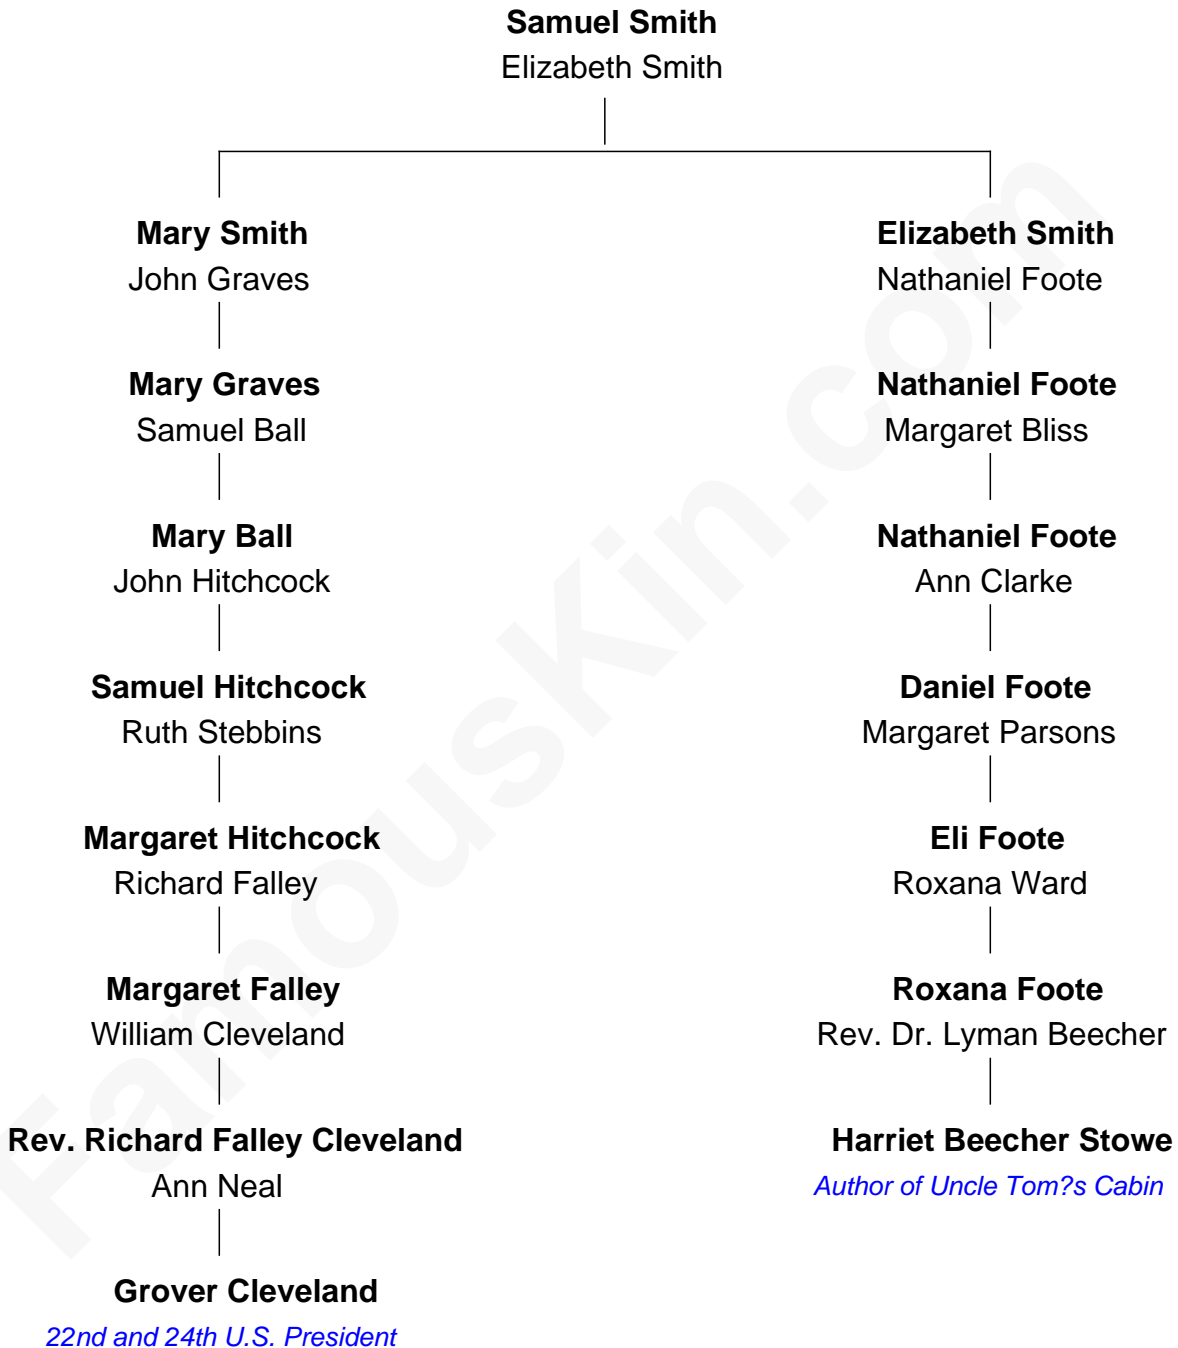 Samuel Smith
Elizabeth Smith
Mary Smith
John Graves
Mary Graves
Samuel Ball
Mary Ball
John Hitchcock
Samuel Hitchcock
Ruth Stebbins
Margaret Hitchcock
Richard Falley
Margaret Falley
William Cleveland
Rev. Richard Falley Cleveland
Ann Neal
Grover Cleveland
22nd and 24th U.S. President
Elizabeth Smith
Nathaniel Foote
Nathaniel Foote
Margaret Bliss
Nathaniel Foote
Ann Clarke
Daniel Foote
Margaret Parsons
Eli Foote
Roxana Ward
Roxana Foote
Rev. Dr. Lyman Beecher
Harriet Beecher Stowe
Author of Uncle Tom?s Cabin
FamousKin.com